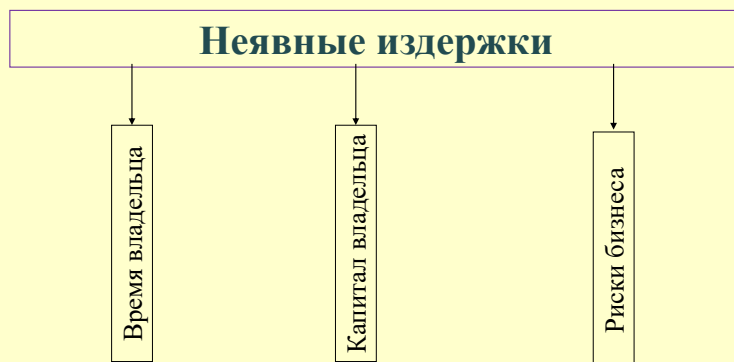 Неявные издержки
Время владельца
Капитал владельца
Риски бизнеса